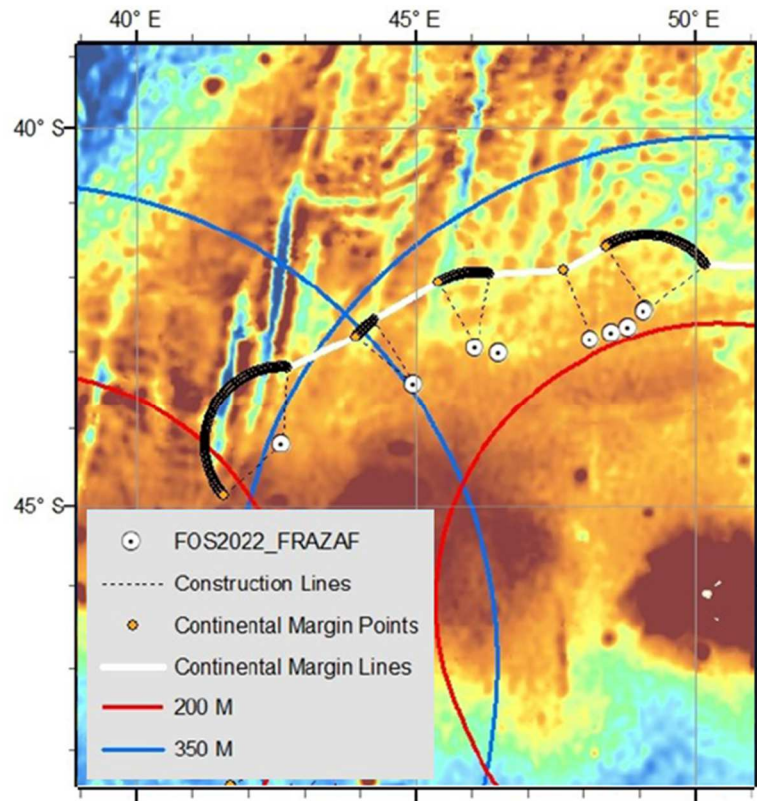 40° E 45° E 50° E
40° S
45° S
FOS2022_FRAZAF
Construction Lines
Continental Margin Points
Continental Margin Lines
200 M
350 M